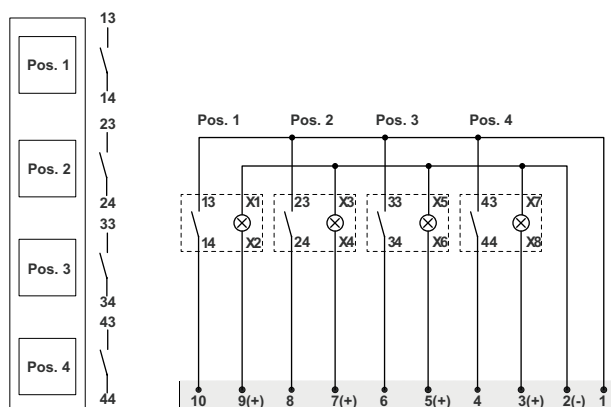 13
Pos. 1
14
23
Pos. 2
24
33
Pos. 3
34
43
Pos. 4
44
Pos. 1 Pos. 2 Pos. 3 Pos. 4
13 X1 23 X3 33 X5 43 X7
14 X2 24 X4 34 X6 44 X8
10 9(+) 8 7(+) 6 5(+) 4 3(+) 2(-) 1